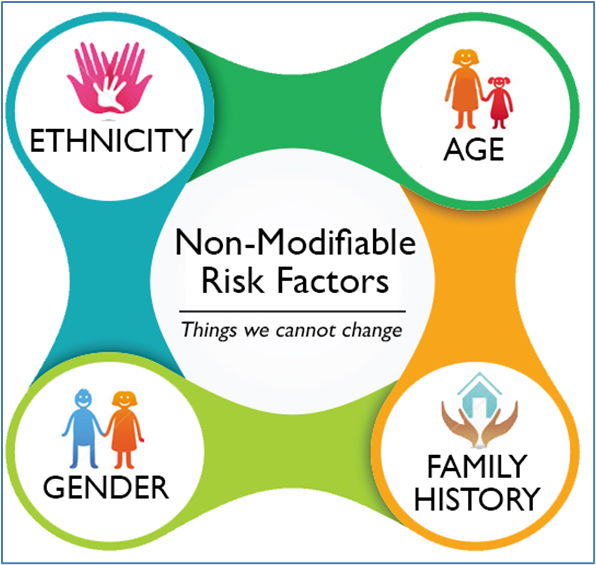 ETHNICITY
AGE
Non-Modifiable
Risk Factors
Things we cannot change
GENDER
FAMILY
HISTORY